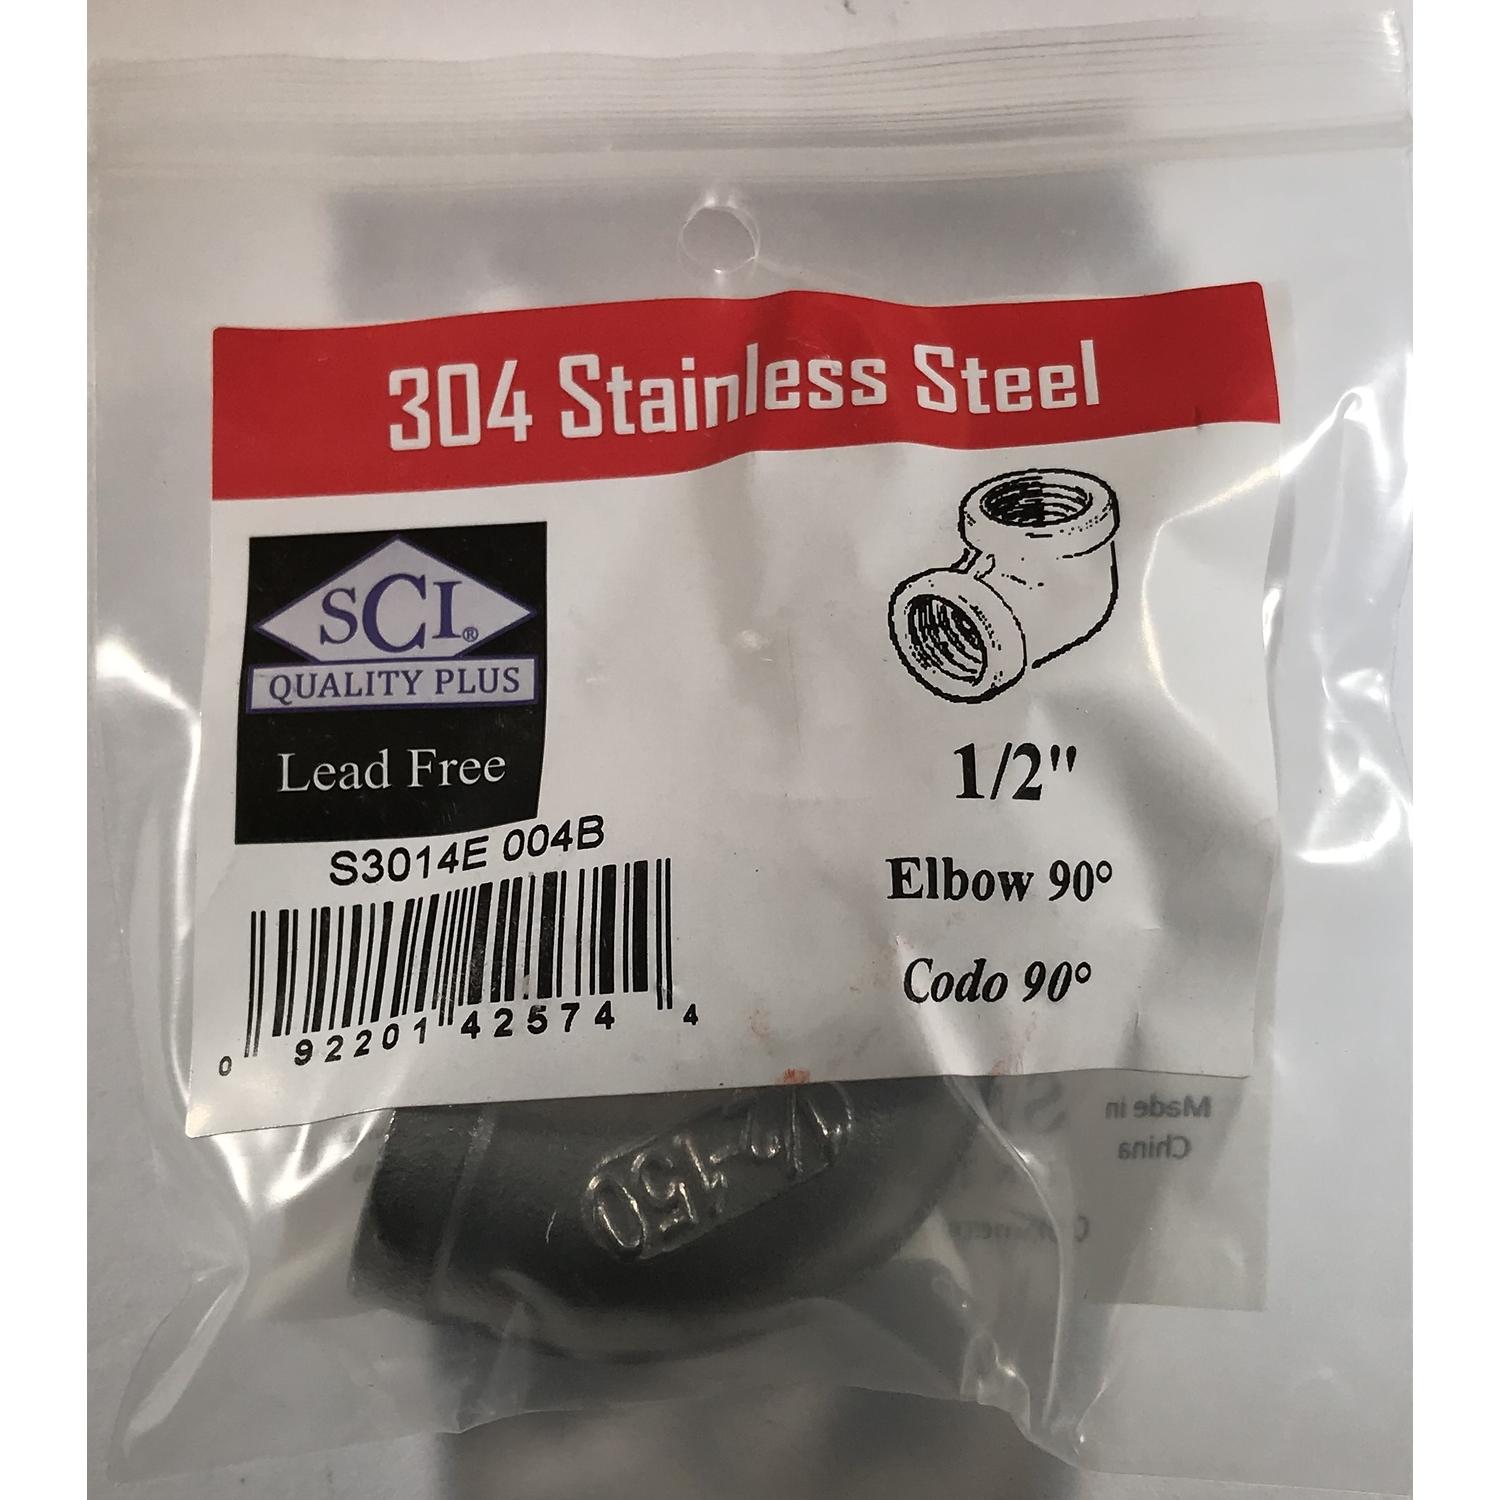 304 Stainless Steel
SCI®
QUALITY PLUS
Lead Free
S3014E 004B
0 92201 42574 4
1/2"
Elbow 90°
Codo 90°
1/2-150
Made in
China